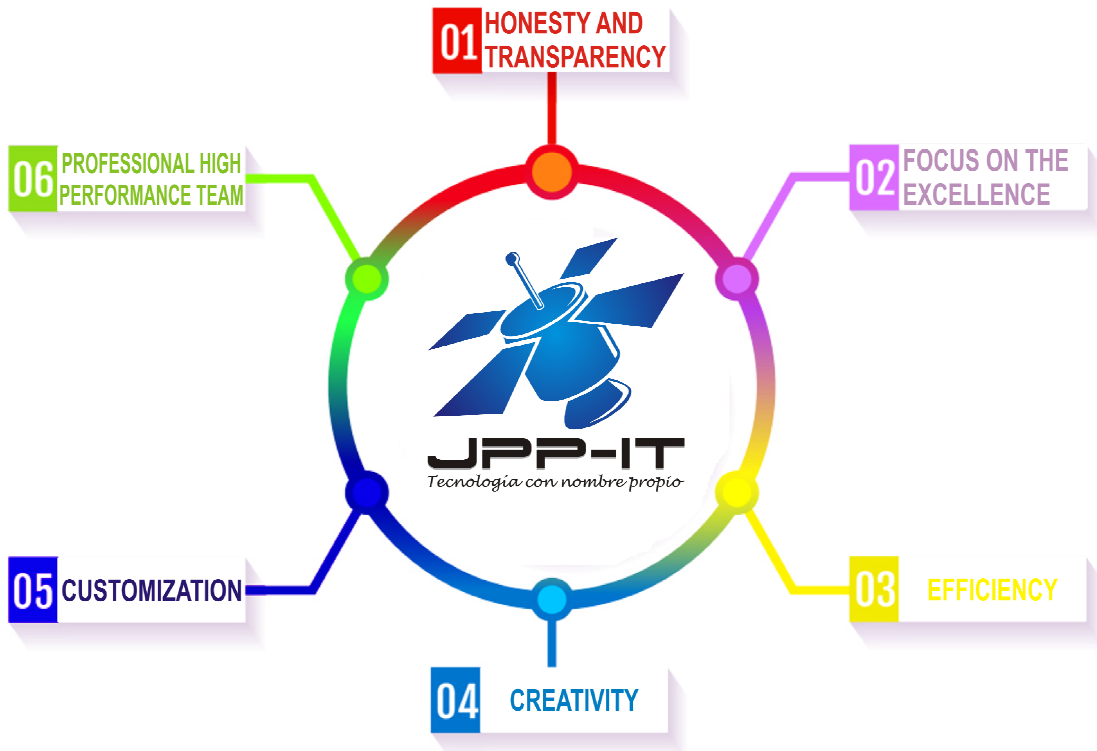 01 HONESTY AND
TRANSPARENCY
06 PROFESSIONAL HIGH
PERFORMANCE TEAM
02 FOCUS ON THE
EXCELLENCE
JPP-IT
Tecnología con nombre propio
05 CUSTOMIZATION
03 EFFICIENCY
04 CREATIVITY